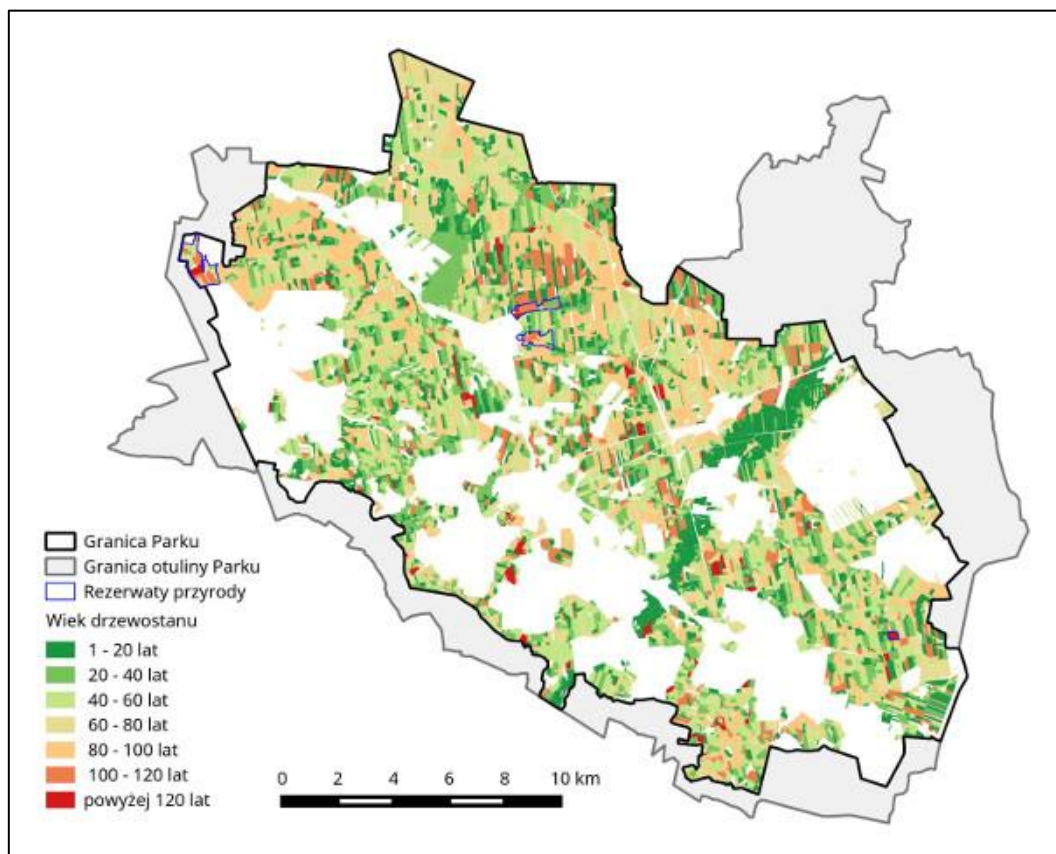 Granica Parku
Granica otuliny Parku
Rezerwaty przyrody
Wiek drzewostanu
1 - 20 lat
20 - 40 lat
40 - 60 lat
60 - 80 lat
80 - 100 lat
100 - 120 lat
powyżej 120 lat
0 2 4 6 8 10 km